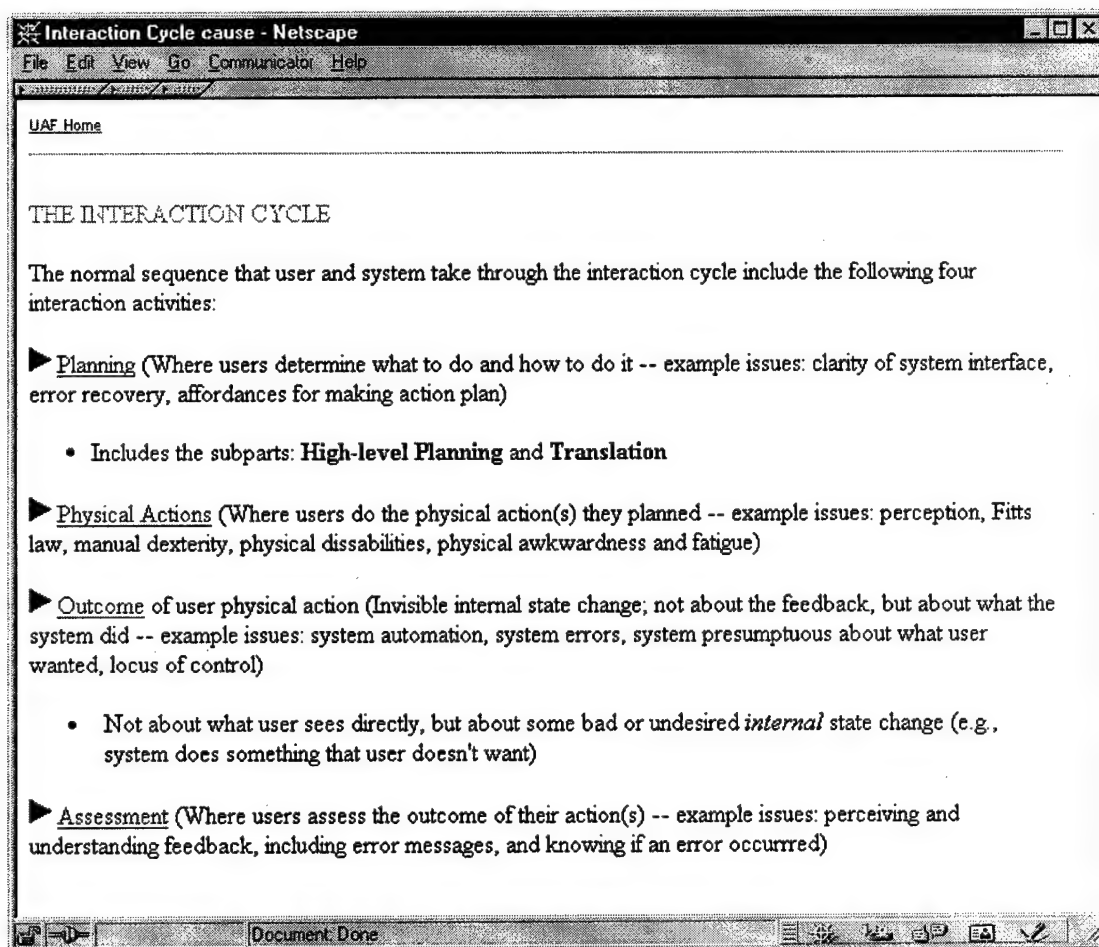 Interaction Cycle cause - Netscape
File Edit View Go Communicator Help
UAF Home
THE INTERACTION CYCLE
The normal sequence that user and system take through the interaction cycle include the following four
interaction activities:
Planning (Where users determine what to do and how to do it -- example issues: clarity of system interface,
error recovery, affordances for making action plan)
• Includes the subparts: High-level Planning and Translation
Physical Actions (Where users do the physical action(s) they planned -- example issues: perception, Fitts
law, manual dexterity, physical dissabilities, physical awkwardness and fatigue)
Outcome of user physical action (Invisible internal state change; not about the feedback, but about what the
system did -- example issues: system automation, system errors, system presumptuous about what user
wanted, locus of control)
• Not about what user sees directly, but about some bad or undesired internal state change (e.g.,
system does something that user doesn't want)
Assessment (Where users assess the outcome of their action(s) -- example issues: perceiving and
understanding feedback, including error messages, and knowing if an error occurrred)
Document: Done